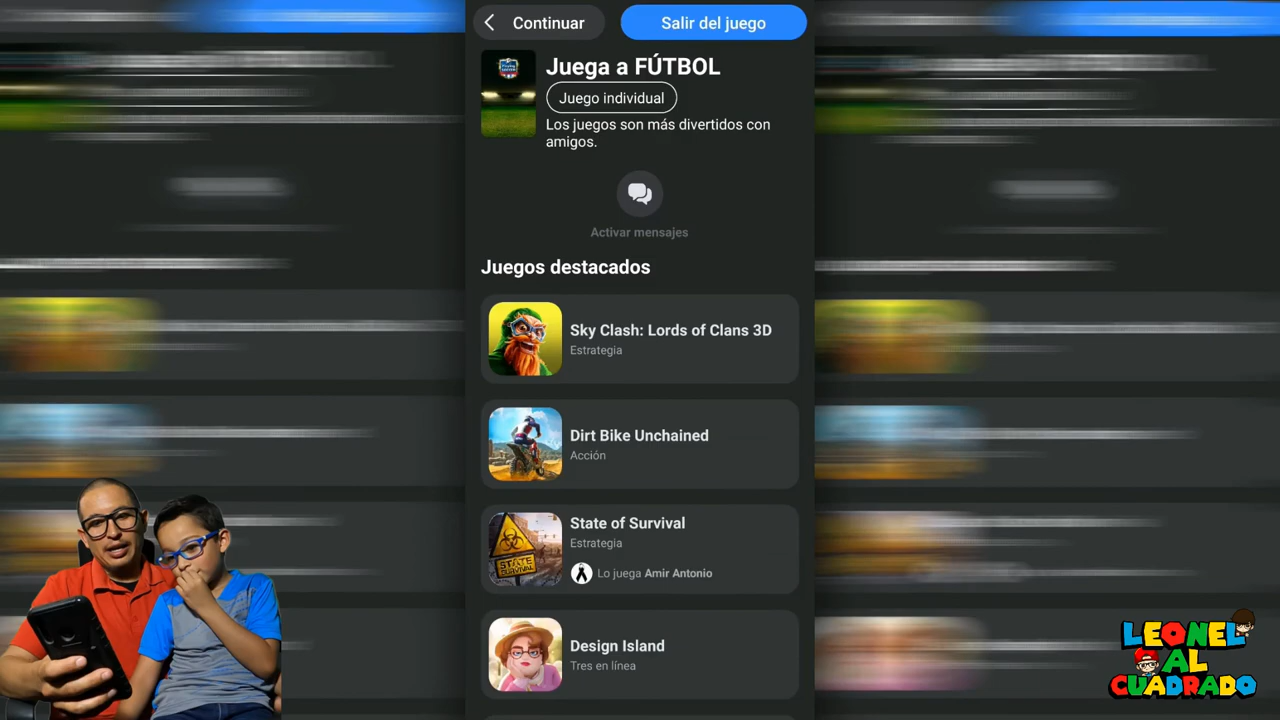 Continuar
Salir del juego
Juega a FÚTBOL
Juego individual
Los juegos son más divertidos con
amigos.
Activar mensajes
Juegos destacados
Sky Clash: Lords of Clans 3D
Estrategia
Dirt Bike Unchained
Acción
State of Survival
Estrategia
Lo juega Amir Antonio
Design Island
Tres en línea
LEONEL
AL
CUADRADO